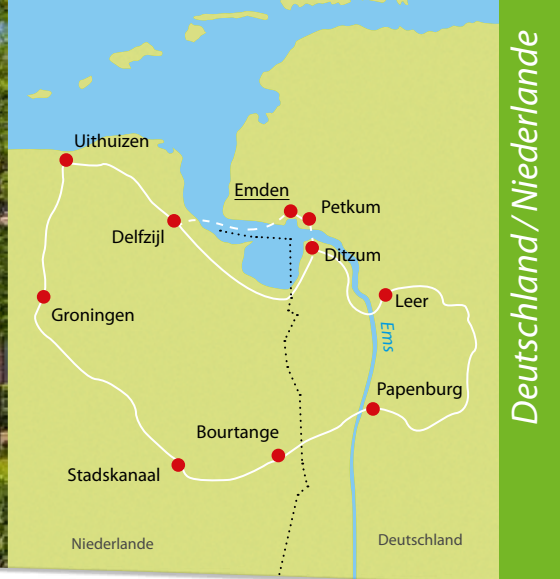 Uithuizen
Emden
Petkum
Delfzijl
Ditzum
Leer
Groningen
Ems
Papenburg
Bourtange
Stadskanaal
Niederlande
Deutschland
Deutschland / Niederlande